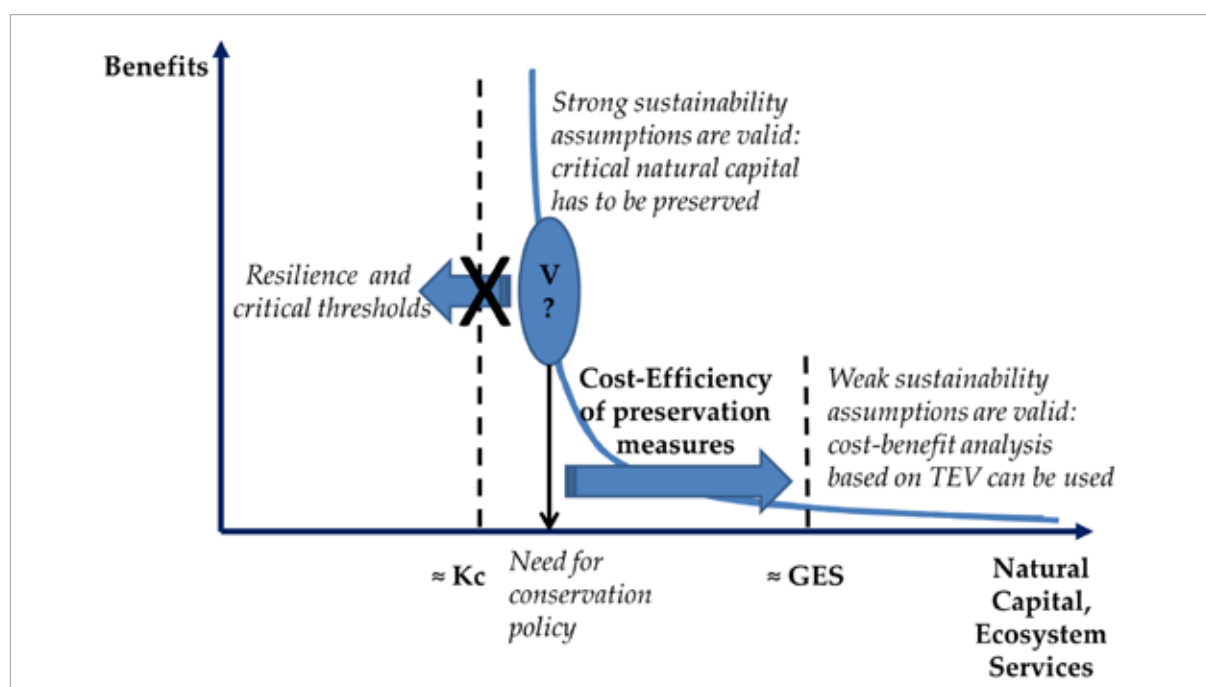 Benefits
Strong sustainability
assumptions are valid:
critical natural capital
has to be preserved
Resilience and
critical thresholds
X
V
?
Cost-Efficiency
of preservation
measures
Weak sustainability
assumptions are valid:
cost-benefit analysis
based on TEV can be used
≈ Kc
Need for
conservation
policy
≈ GES
Natural
Capital,
Ecosystem
Services